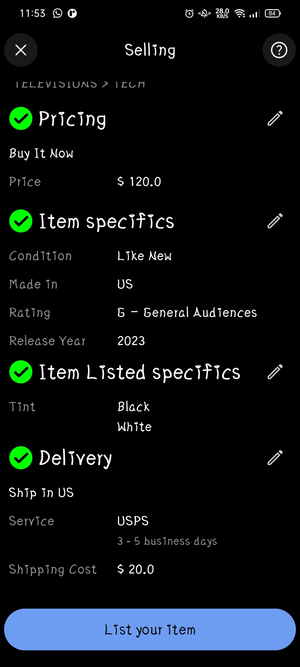 11:53
28.0 KB/S
84
Selling
TELEVISIONS > TECH
Pricing
Buy It Now
Price $ 120.0
Item specifics
Condition Like New
Made in US
Rating G – General Audiences
Release Year 2023
Item Listed specifics
Tint Black
White
Delivery
Ship in US
Service USPS
3 - 5 business days
Shipping Cost $ 20.0
List your item